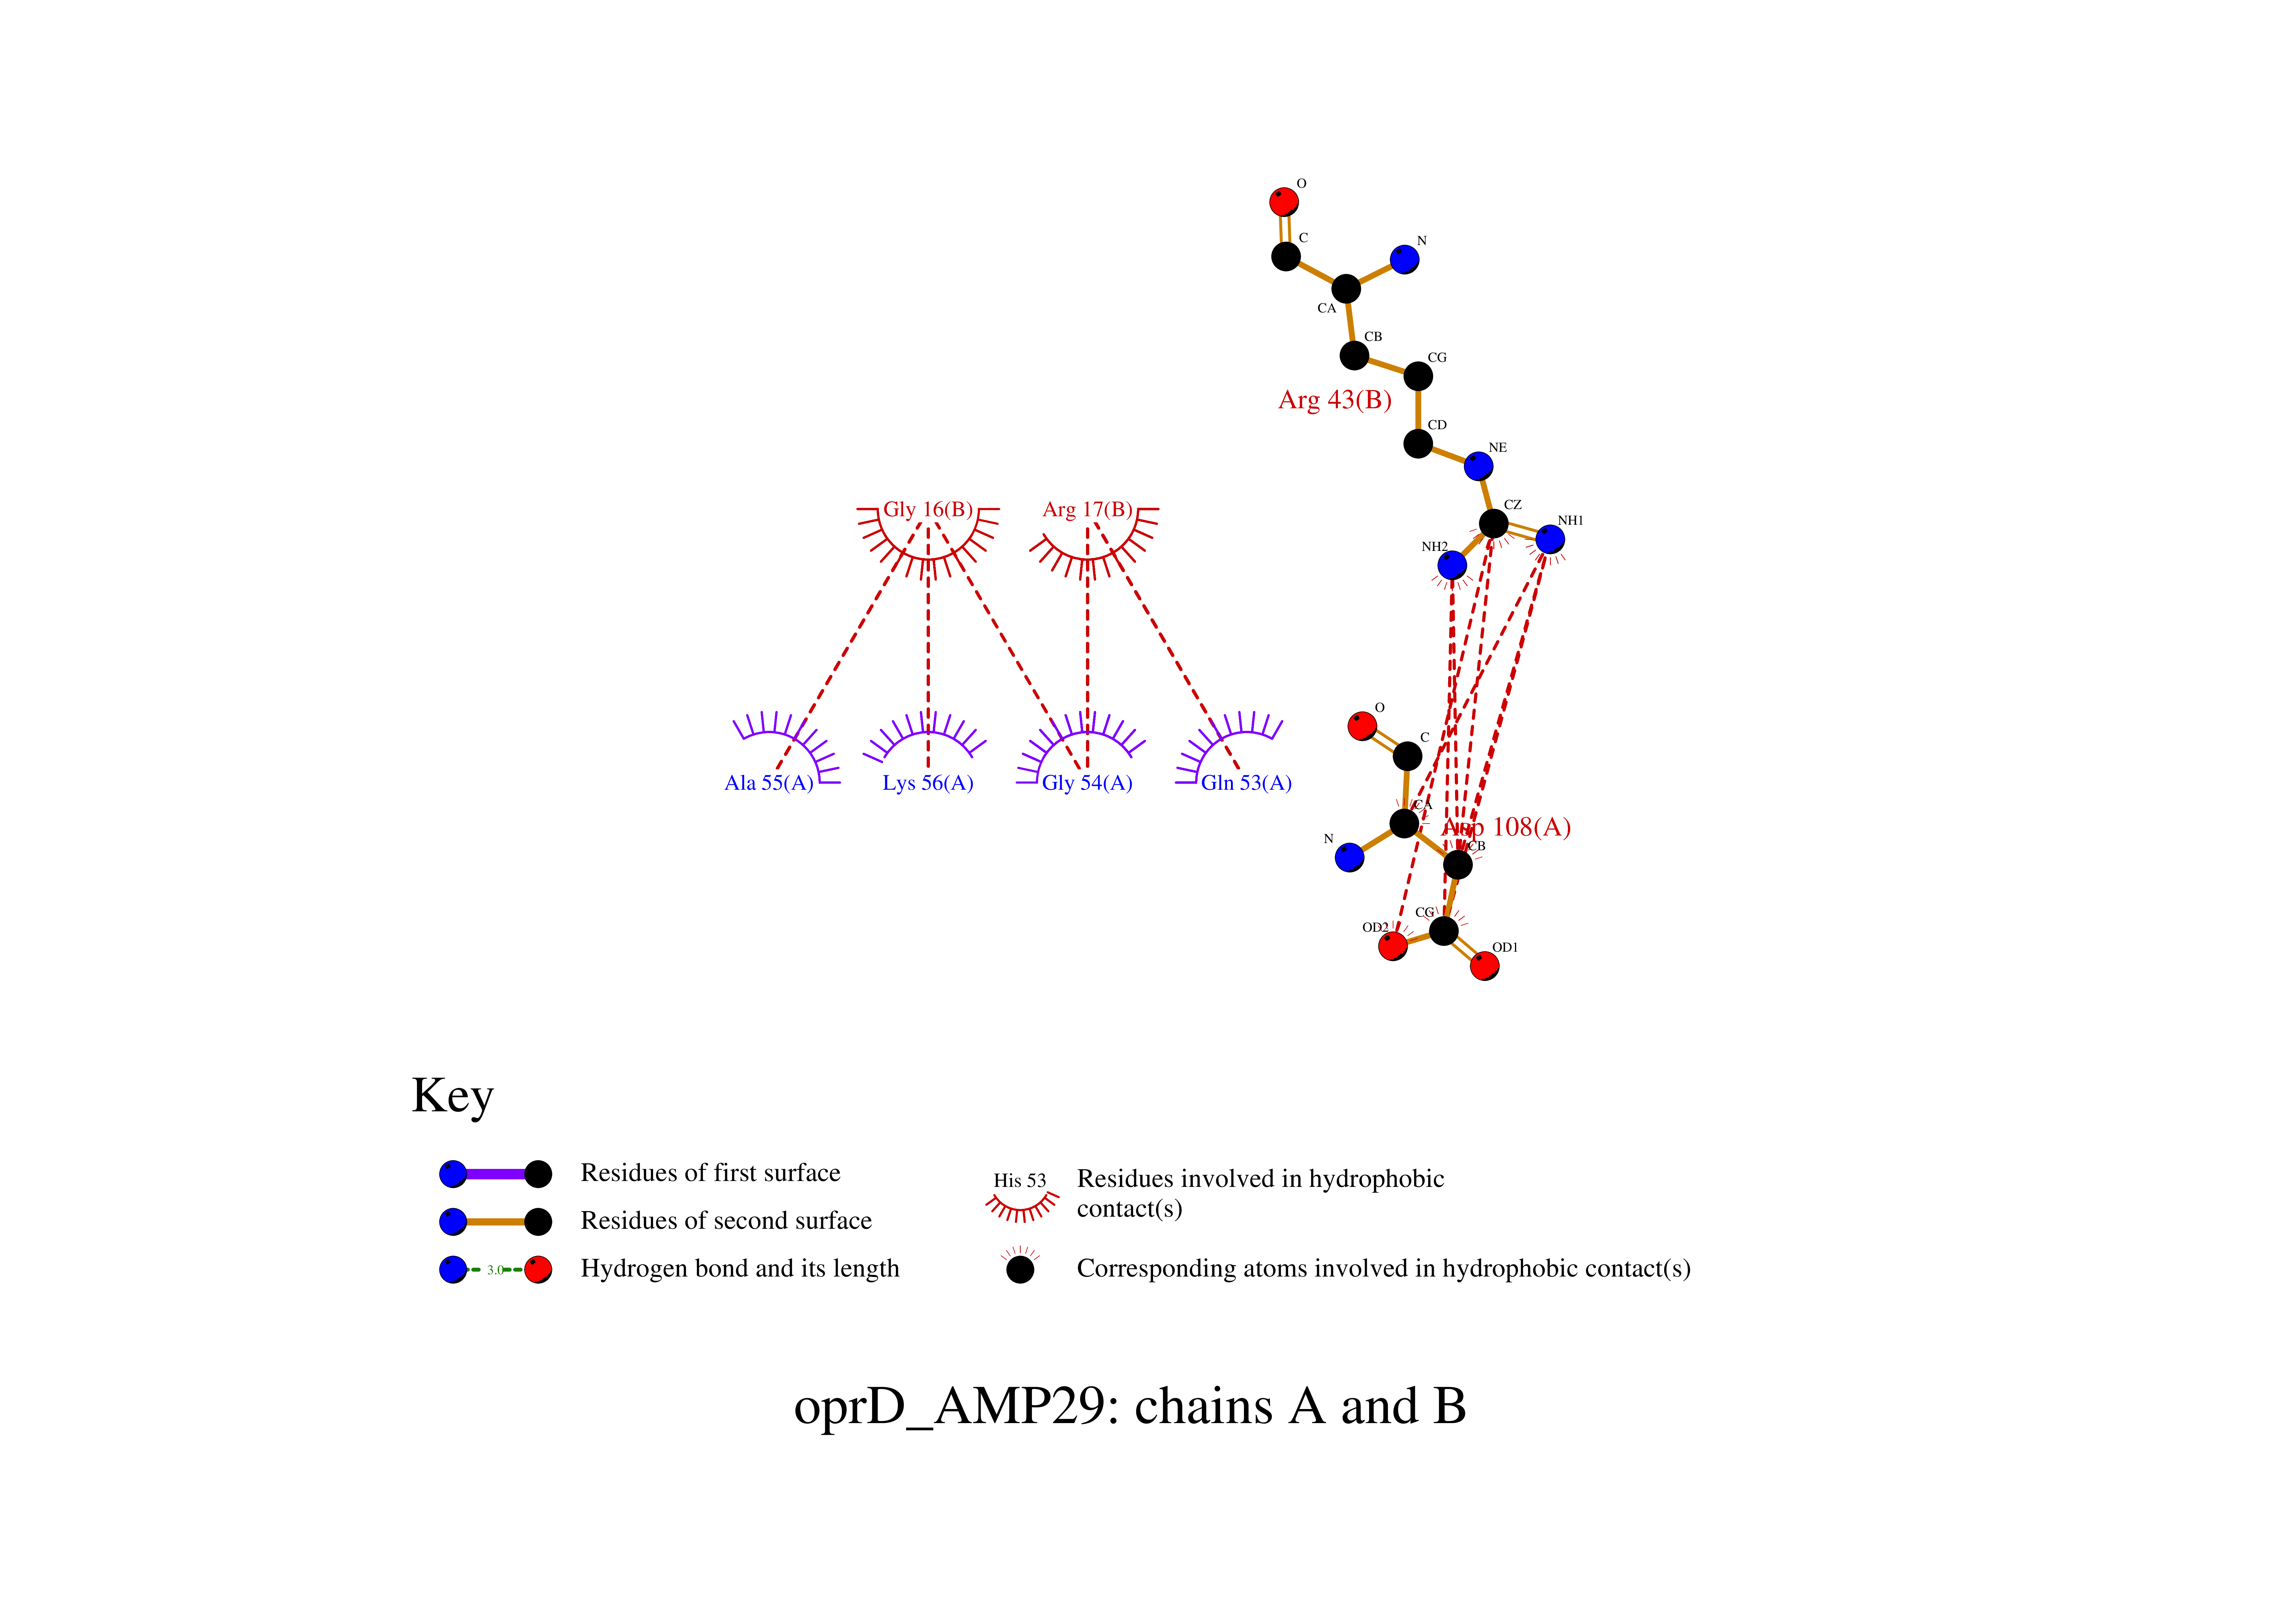 O
C
N
CA
CB
CG
Arg 43(B)
CD
NE
CZ
NH1
NH2
Gly 16(B)
Arg 17(B)
O
C
Ala 55(A)
Lys 56(A)
Gly 54(A)
Gln 53(A)
CA
Asp 108(A)
N
CB
CG
OD2
OD1
Key
Residues of first surface
Residues of second surface
3.0
Hydrogen bond and its length
His 53
Residues involved in hydrophobic
contact(s)
Corresponding atoms involved in hydrophobic contact(s)
oprD_AMP29: chains A and B